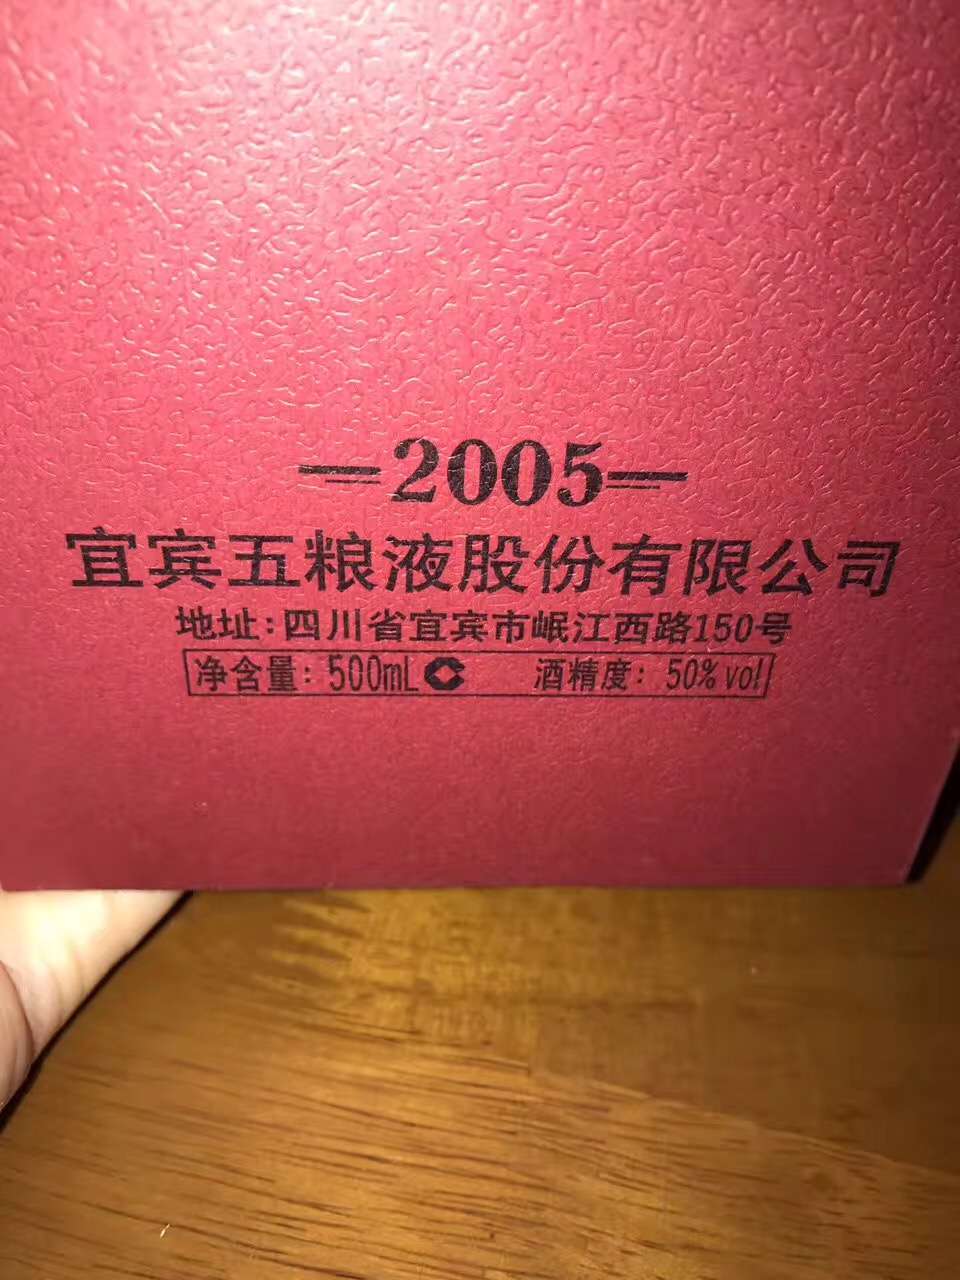 2005
宜宾五粮液股份有限公司
地址:四川省宜宾市岷江西路150号
净含量: 500mL 酒精度: 50%vol